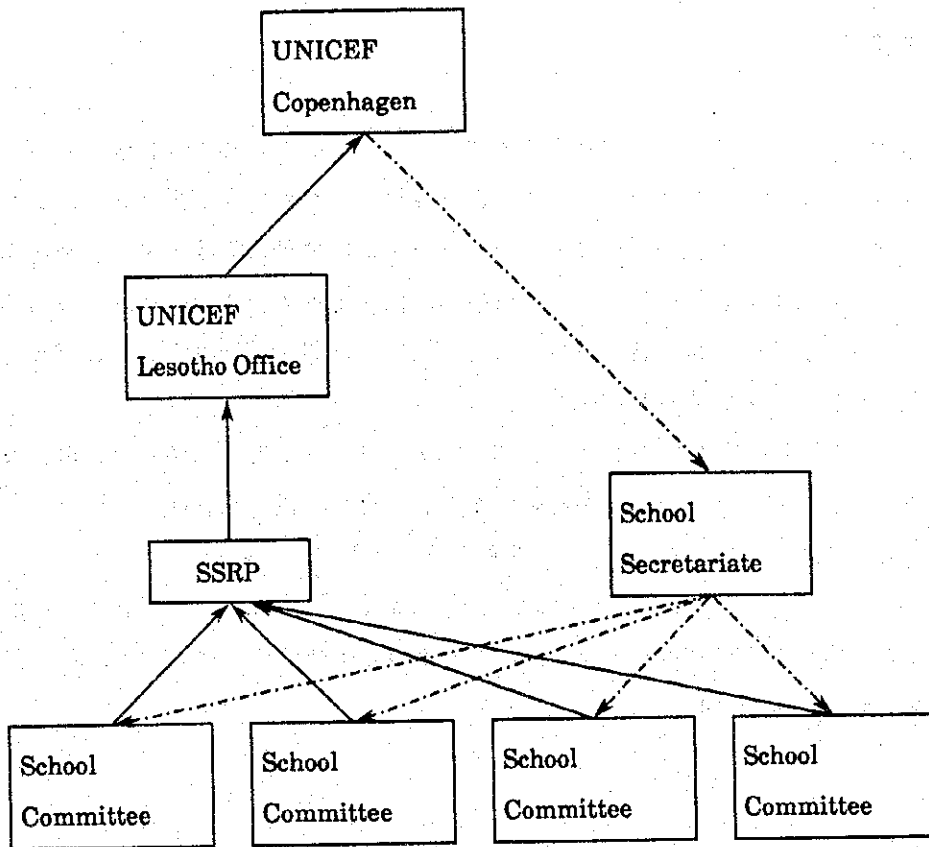 UNICEF
Copenhagen
UNICEF
Lesotho Office
School
Secretariate
SSRP
School
Committee
School
Committee
School
Committee
School
Committee